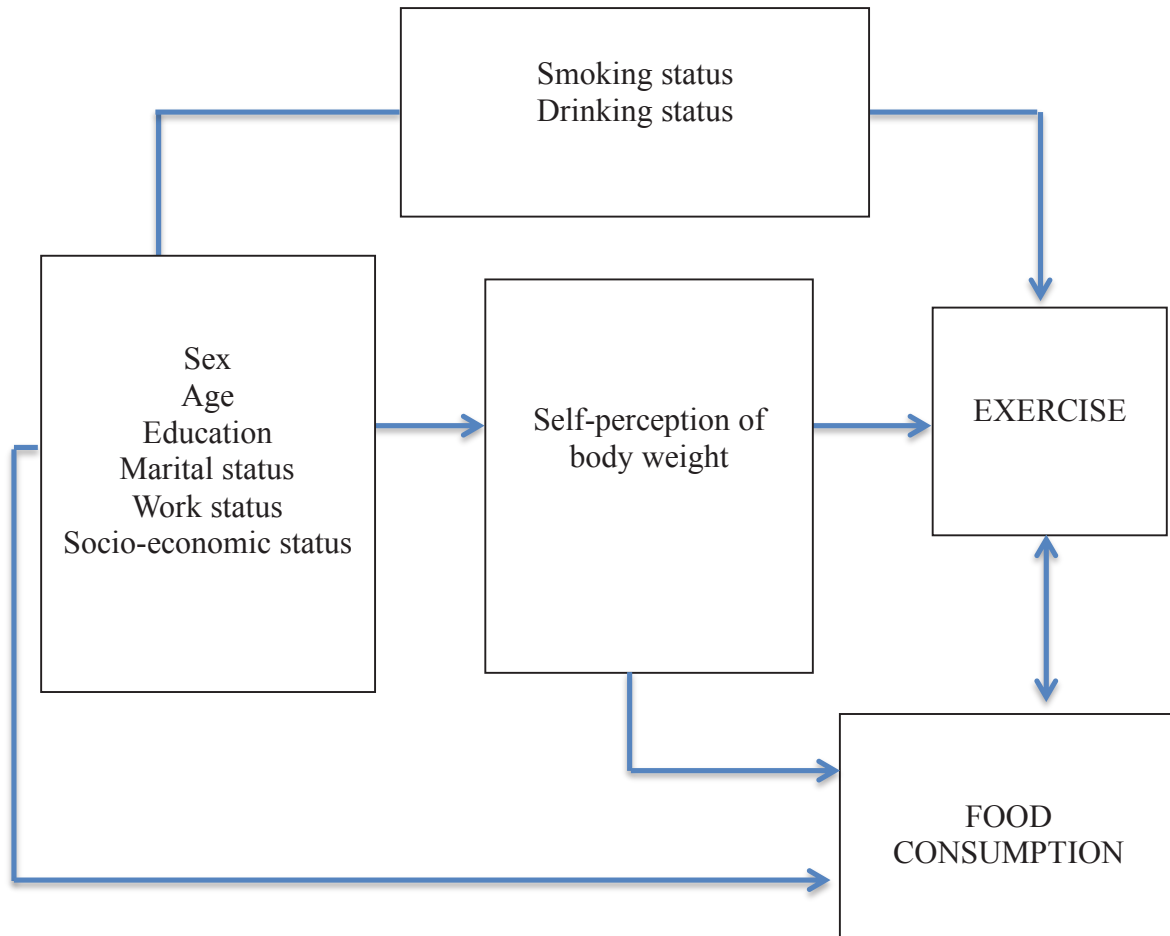 Smoking status
Drinking status
Sex
Age
Education
Marital status
Work status
Socio-economic status
Self-perception of
body weight
EXERCISE
FOOD
CONSUMPTION